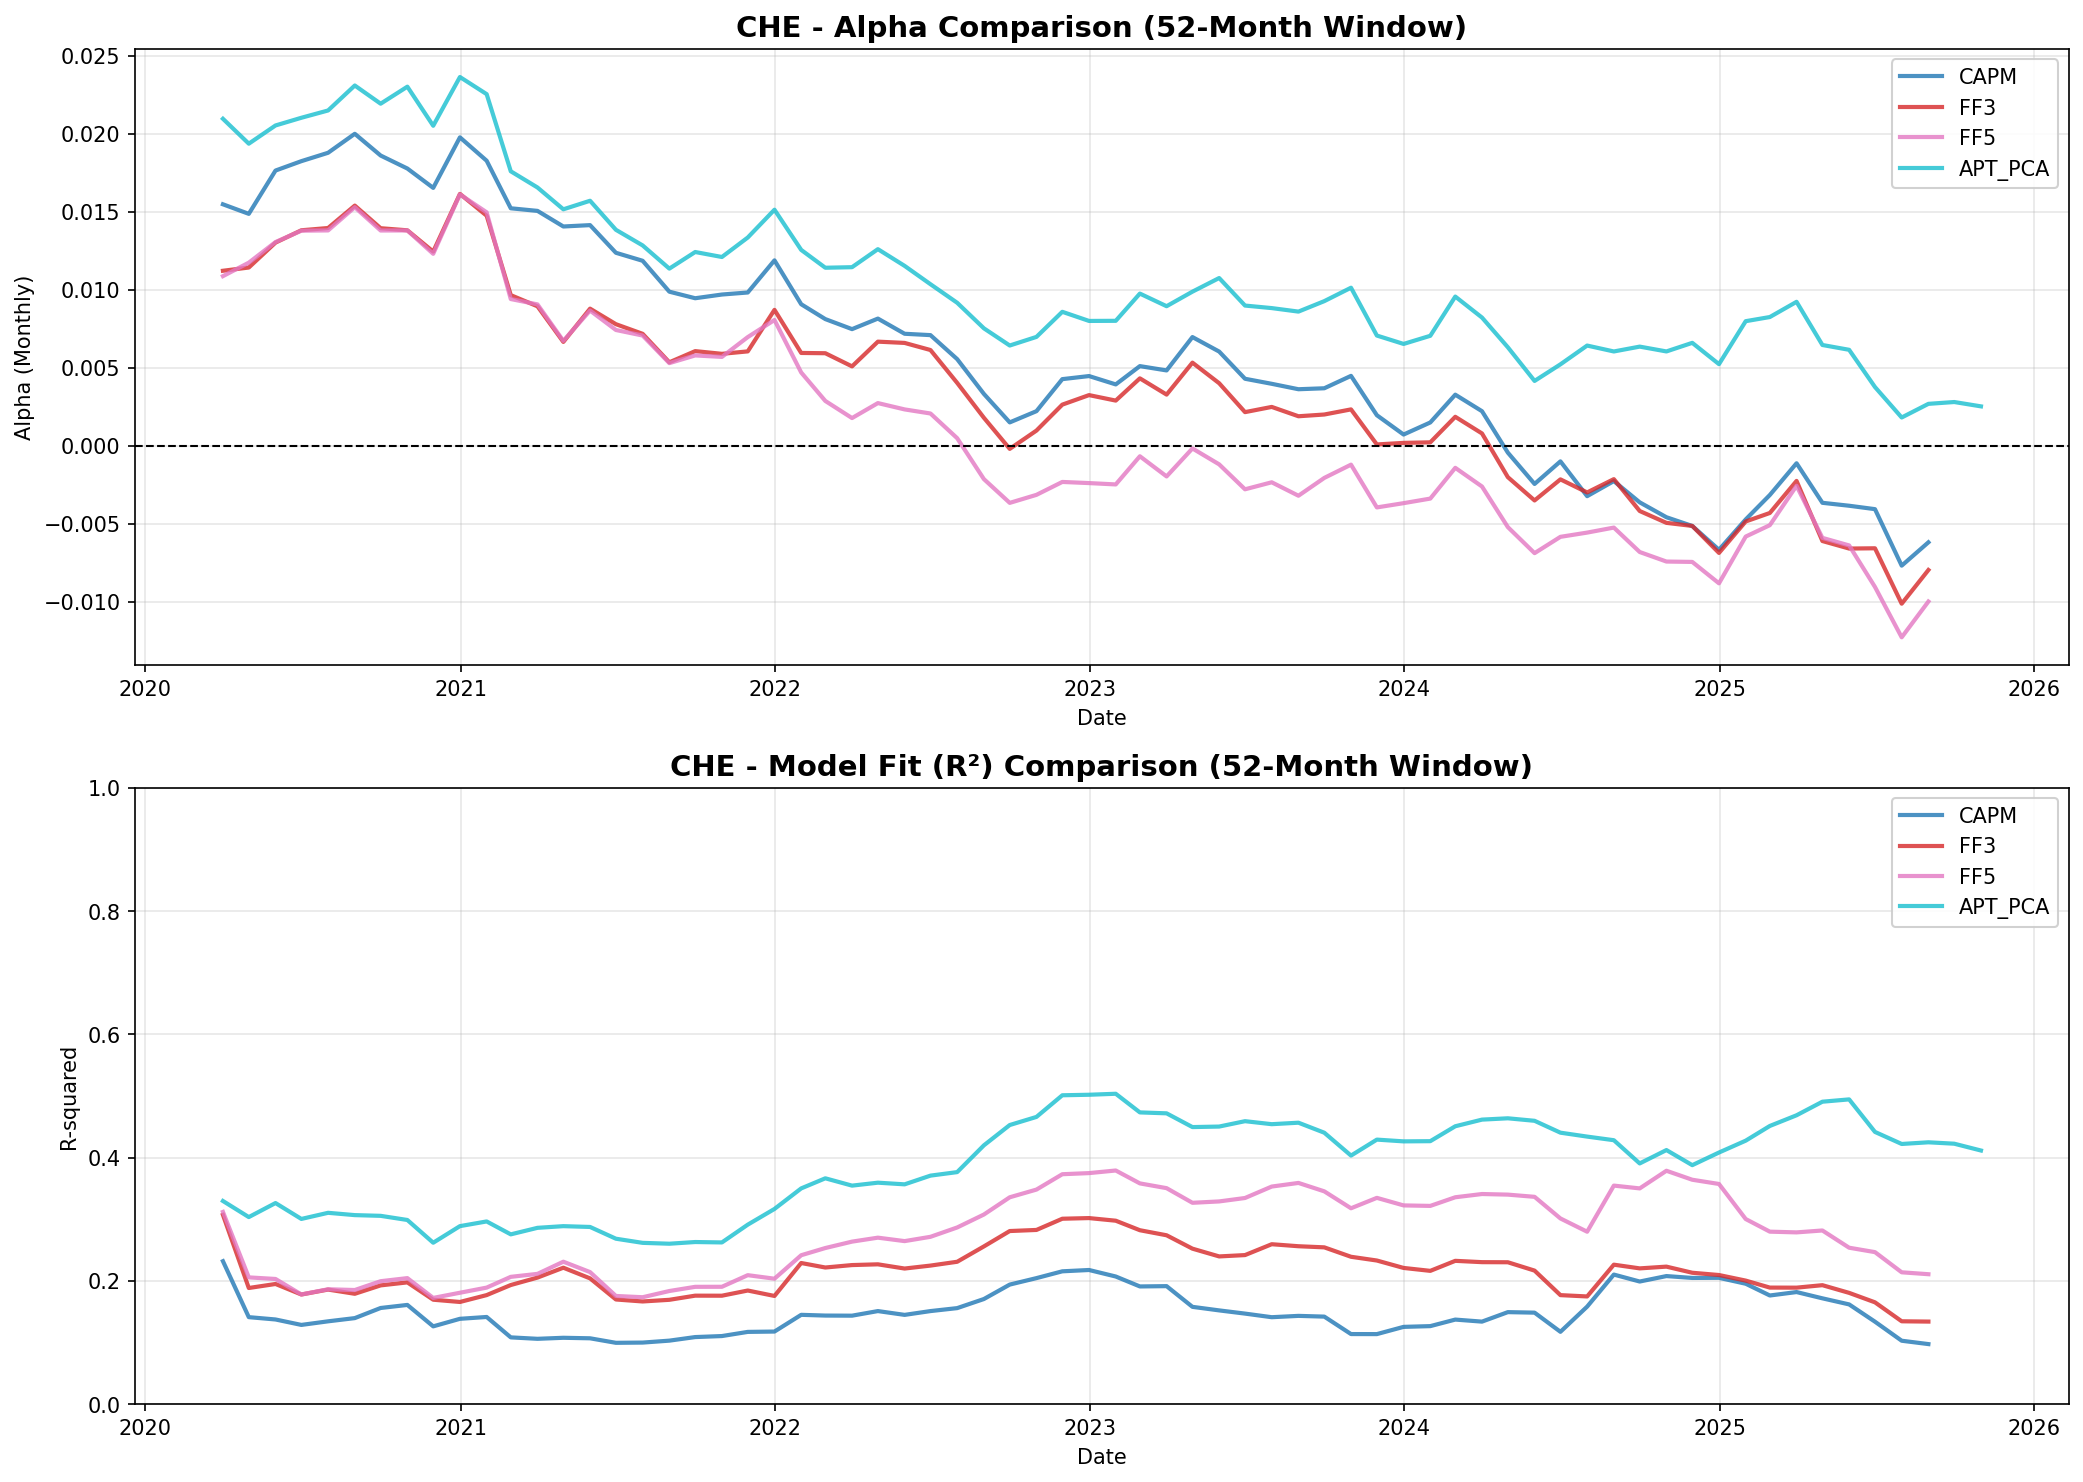 CHE - Alpha Comparison (52-Month Window)
0.025
0.020
0.015
0.010
0.005
0.000
−0.005
−0.010
Alpha (Monthly)
CAPM
FF3
FF5
APT_PCA
2020 2021 2022 2023 2024 2025 2026
Date
CHE - Model Fit (R²) Comparison (52-Month Window)
1.0
0.8
0.6
0.4
0.2
0.0
R-squared
CAPM
FF3
FF5
APT_PCA
2020 2021 2022 2023 2024 2025 2026
Date